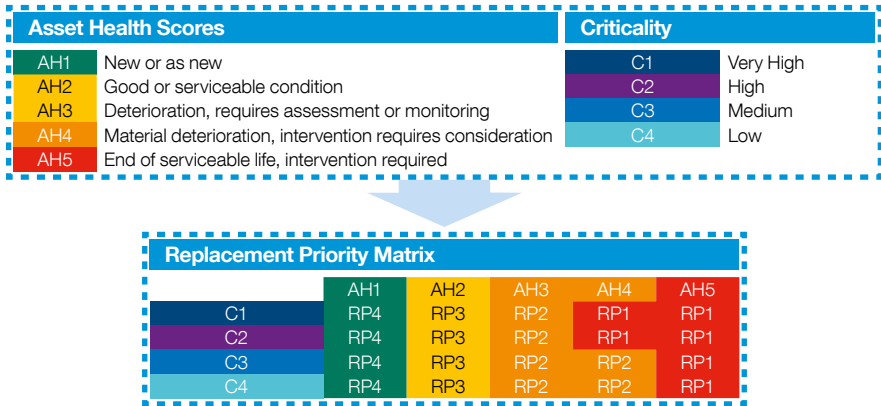 Asset Health Scores
AH1 New or as new
AH2 Good or serviceable condition
AH3 Deterioration, requires assessment or monitoring
AH4 Material deterioration, intervention requires consideration
AH5 End of serviceable life, intervention required
Criticality
C1 Very High
C2 High
C3 Medium
C4 Low
Replacement Priority Matrix
AH1 AH2 AH3 AH4 AH5
C1 RP4 RP3 RP2 RP1 RP1
C2 RP4 RP3 RP2 RP1 RP1
C3 RP4 RP3 RP2 RP2 RP1
C4 RP4 RP3 RP2 RP2 RP1